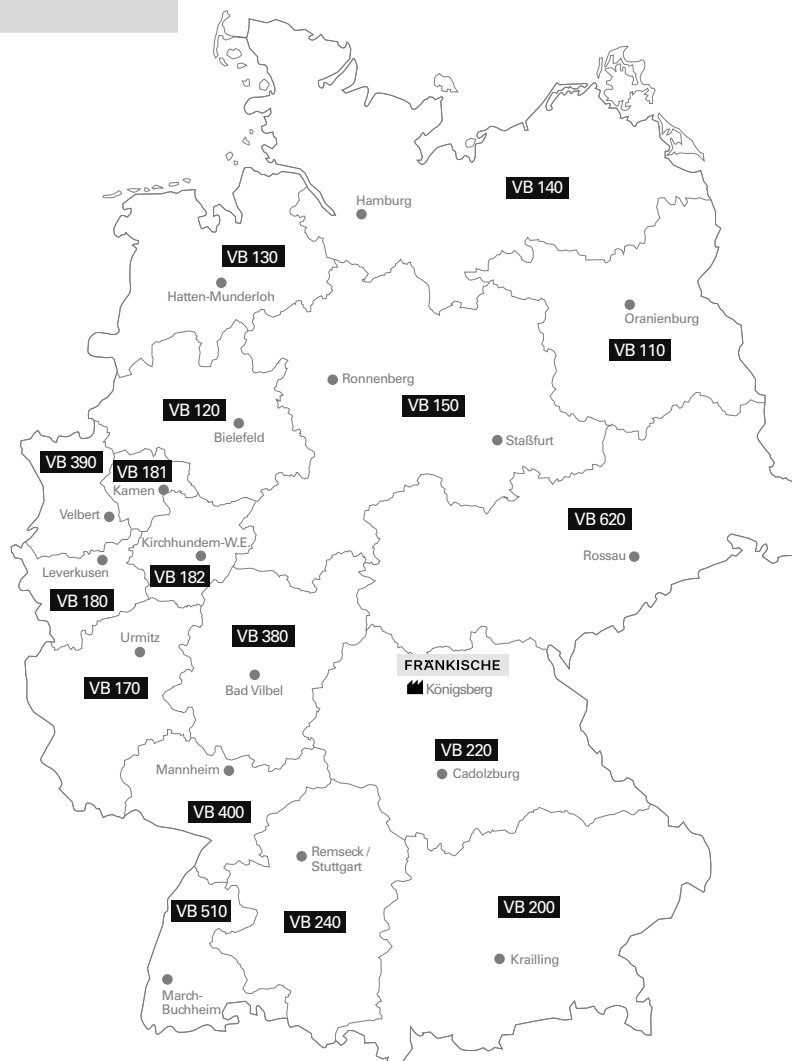 VB 140
Hamburg
VB 130
Hatten-Munderloh
Oranienburg
VB 110
Ronnenberg
VB 150
VB 120
Bielefeld
Staßfurt
VB 390
VB 181
Kamen
Velbert
VB 620
Kirchhundem-W.E.
Rossau
Leverkusen
VB 182
VB 180
Urmitz
VB 380
FRÄNKISCHE
VB 170
Bad Vilbel
Königsberg
VB 220
Mannheim
Cadolzburg
VB 400
Remseck /
Stuttgart
VB 510
VB 240
VB 200
Krailling
March-
Buchheim